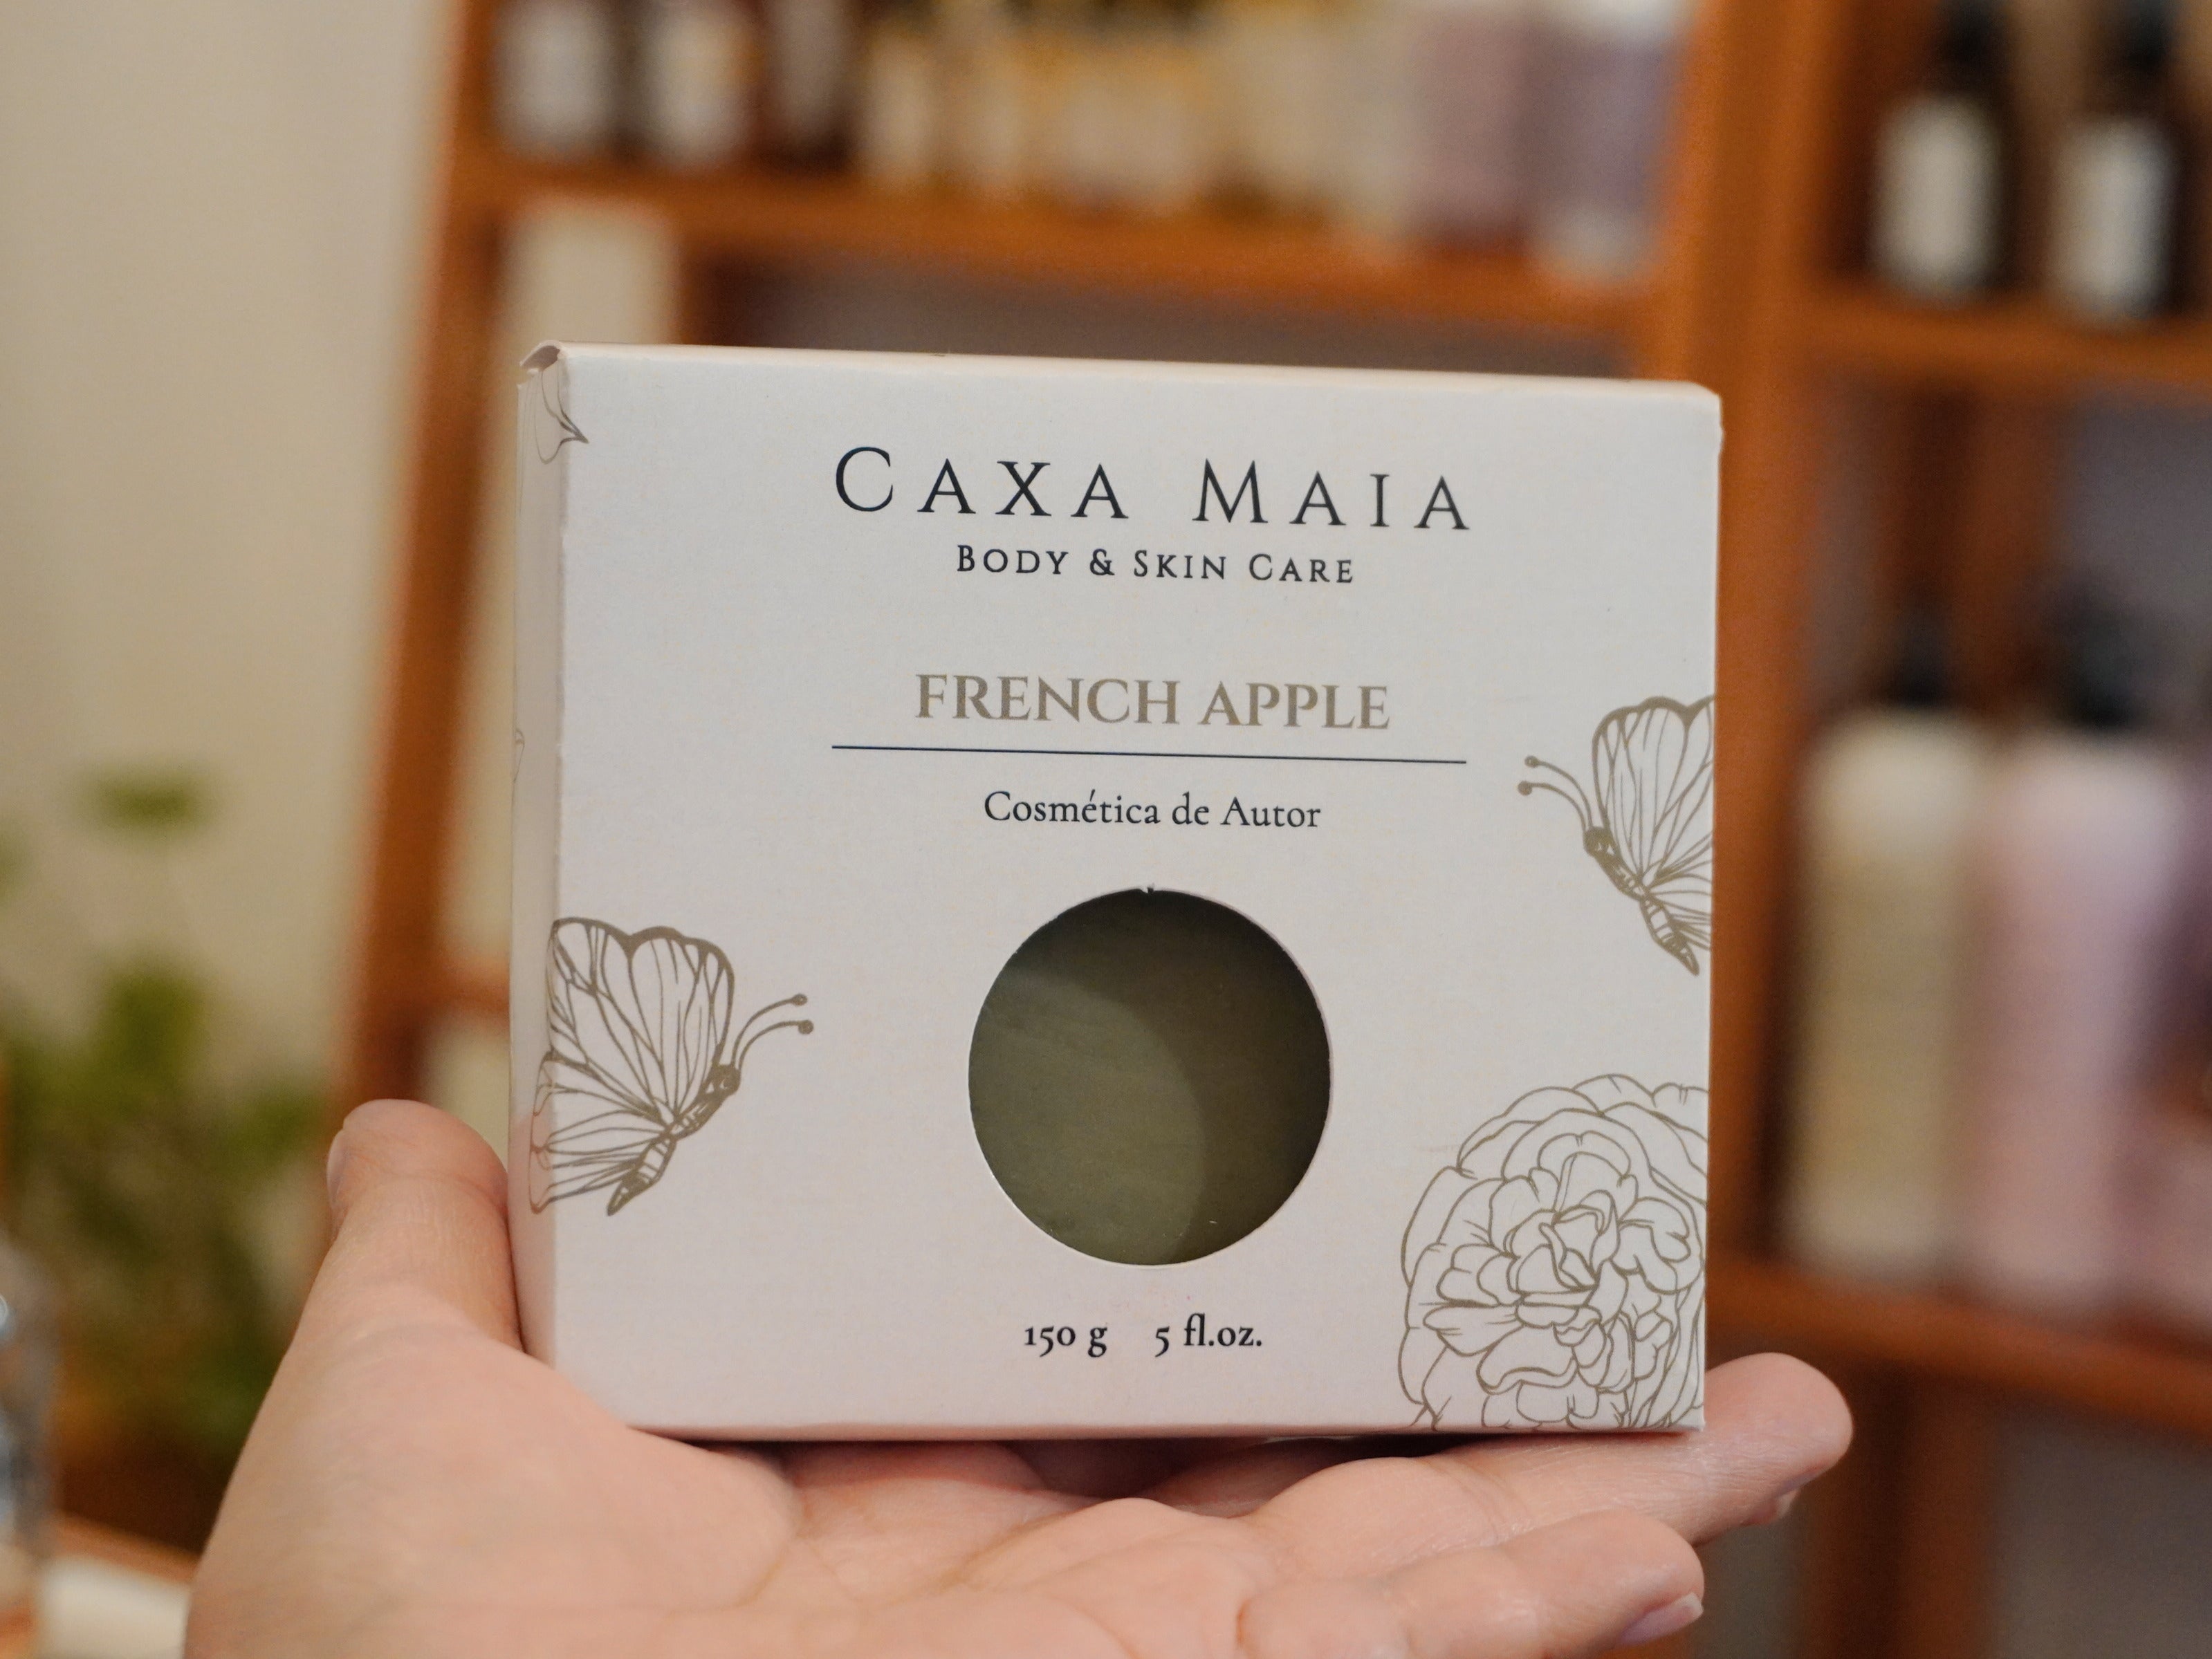 CAXA MAIA
BODY & SKIN CARE
FRENCH APPLE
Cosmética de Autor
150 g 5 fl.oz.